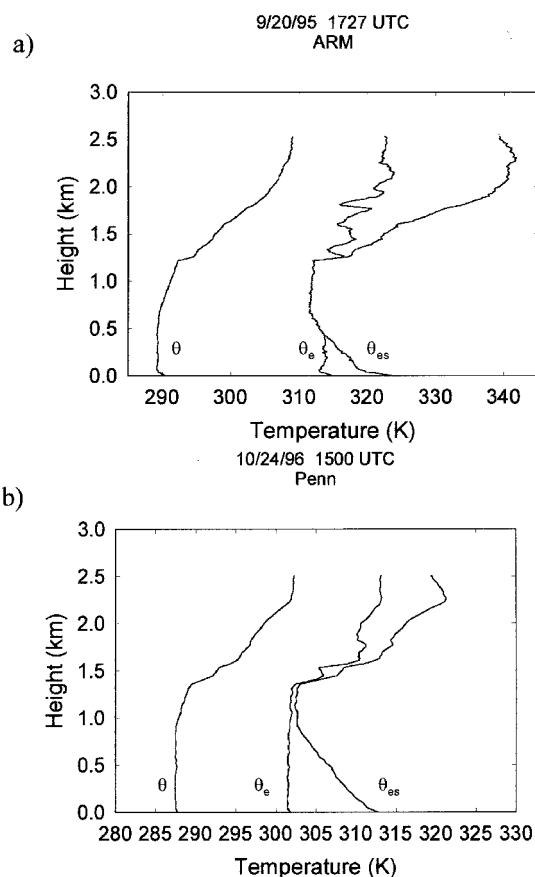 9/20/95 1727 UTC
ARM
a)
3.0
2.5
2.0
1.5
1.0
0.5
0.0
Height (km)
θ
θe
θes
290 300 310 320 330 340
Temperature (K)
10/24/96 1500 UTC
Penn
b)
3.0
2.5
2.0
1.5
1.0
0.5
0.0
Height (km)
θ
θe
θes
280 285 290 295 300 305 310 315 320 325 330
Temperature (K)